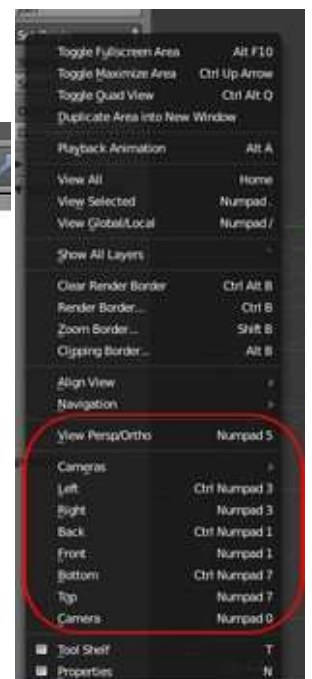 Toggle Fullscreen Area Alt F10
Toggle Maximize Area Ctrl Up Arrow
Toggle Quad View Ctrl Alt Q
Duplicate Area into New Window
Playback Animation Alt A
View All Home
View Selected Numpad .
View Global/Local Numpad /
Show All Layers `
Clear Render Border Ctrl Alt B
Render Border... Ctrl B
Zoom Border... Shift B
Clipping Border... Alt B
Align View
Navigation
View Persp/Ortho Numpad 5
Cameras
Left Ctrl Numpad 3
Right Numpad 3
Back Ctrl Numpad 1
Front Numpad 1
Bottom Ctrl Numpad 7
Top Numpad 7
Camera Numpad 0
Tool Shelf T
Properties N